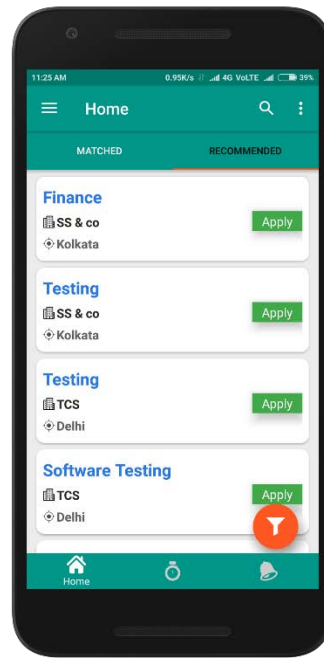 11:25 AM 0.95K/s 4G VoLTE 39%
Home
MATCHED RECOMMENDED
Finance
SS & co
Apply
Kolkata
Testing
SS & co
Apply
Kolkata
Testing
TCS
Apply
Delhi
Software Testing
TCS
Apply
Delhi
Home